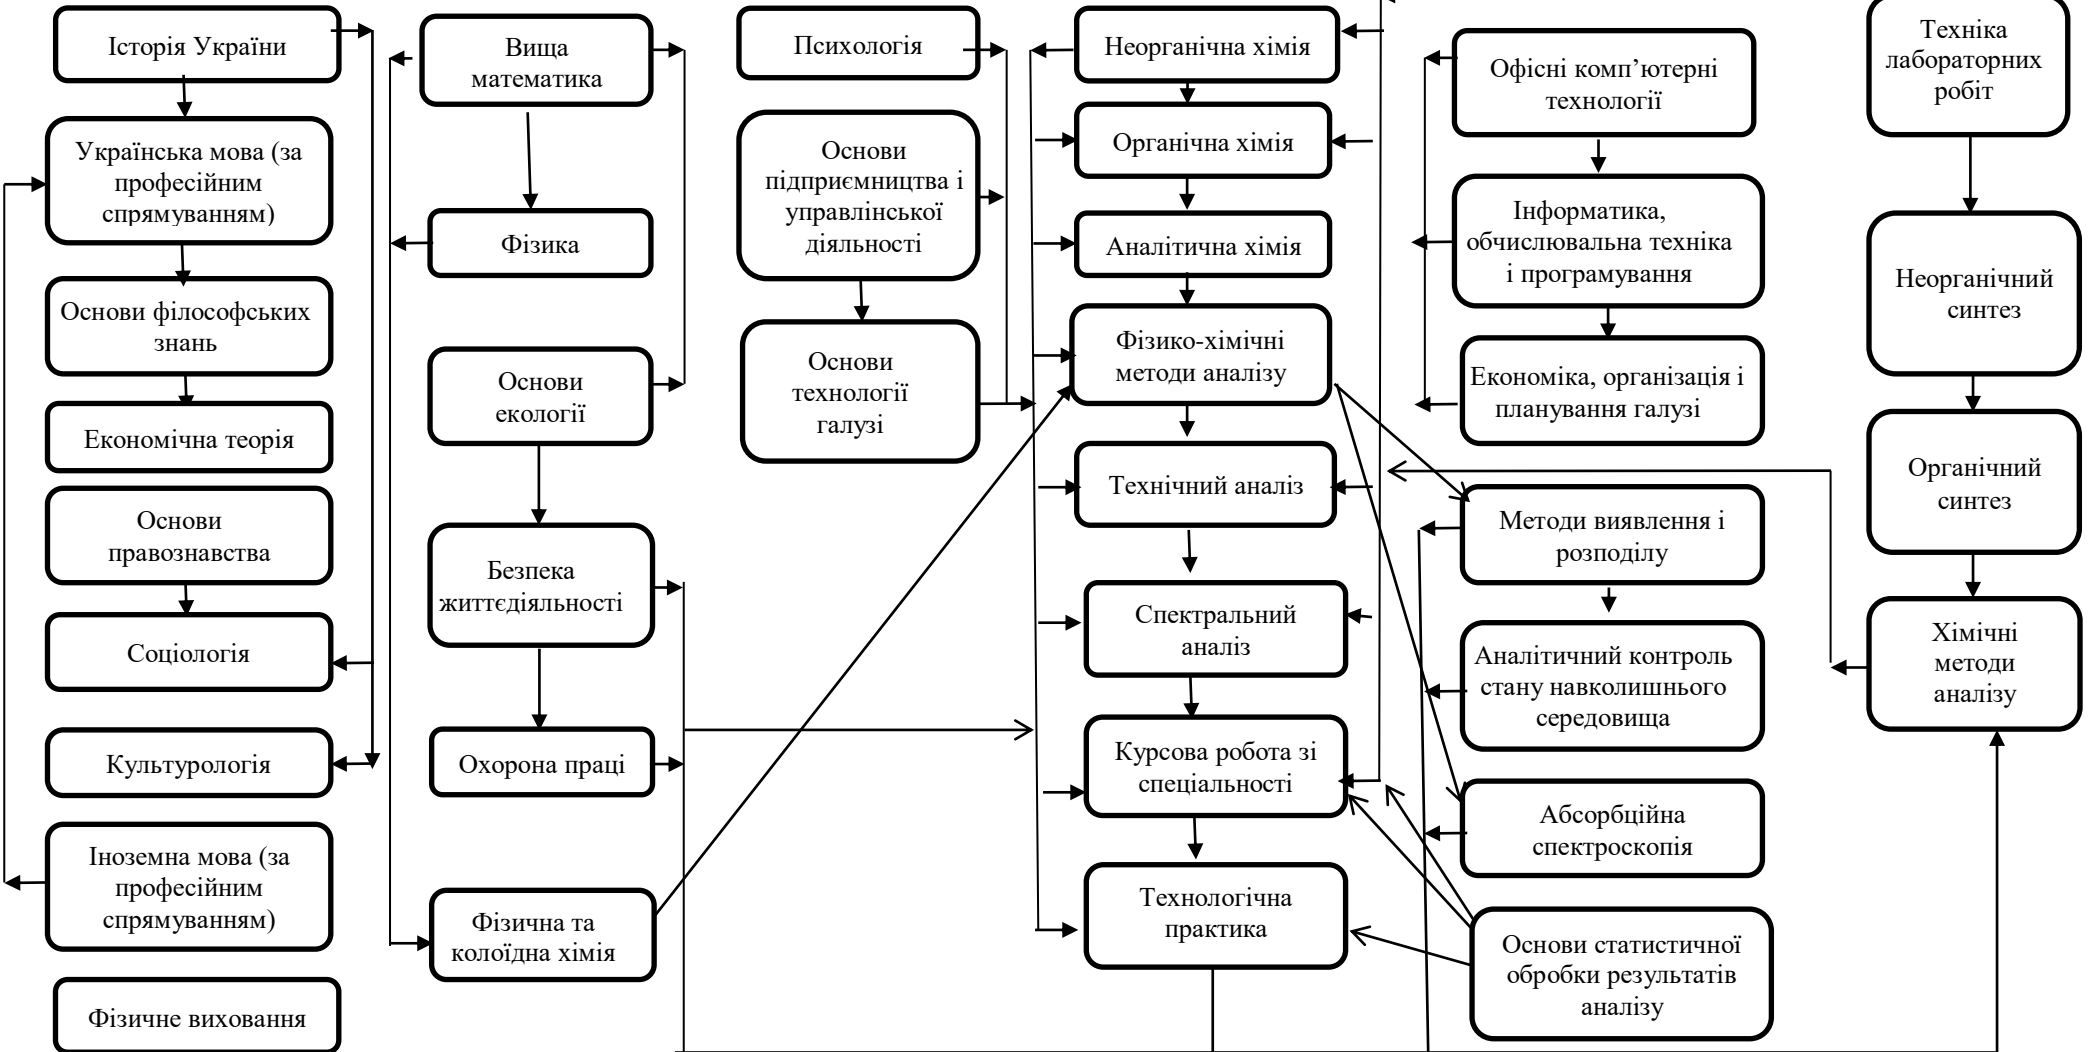 Історія України
Українська мова (за
професійним
спрямуванням)
Основи філософських
знань
Економічна теорія
Основи
правознавства
Соціологія
Культурологія
Іноземна мова (за
професійним
спрямуванням)
Фізичне виховання
Вища
математика
Фізика
Основи
екології
Безпека
життєдіяльності
Охорона праці
Фізична та
колоїдна хімія
Психологія
Основи
підприємництва і
управлінської
діяльності
Основи
технології
галузі
Неорганічна хімія
Органічна хімія
Аналітична хімія
Фізико-хімічні
методи аналізу
Технічний аналіз
Спектральний
аналіз
Курсова робота зі
спеціальності
Технологічна
практика
Офісні комп’ютерні
технології
Інформатика,
обчислювальна техніка
і програмування
Економіка, організація і
планування галузі
Методи виявлення і
розподілу
Аналітичний контроль
стану навколишнього
середовища
Абсорбційна
спектроскопія
Основи статистичної
обробки результатів
аналізу
Техніка
лабораторних
робіт
Неорганічний
синтез
Органічний
синтез
Хімічні
методи
аналізу